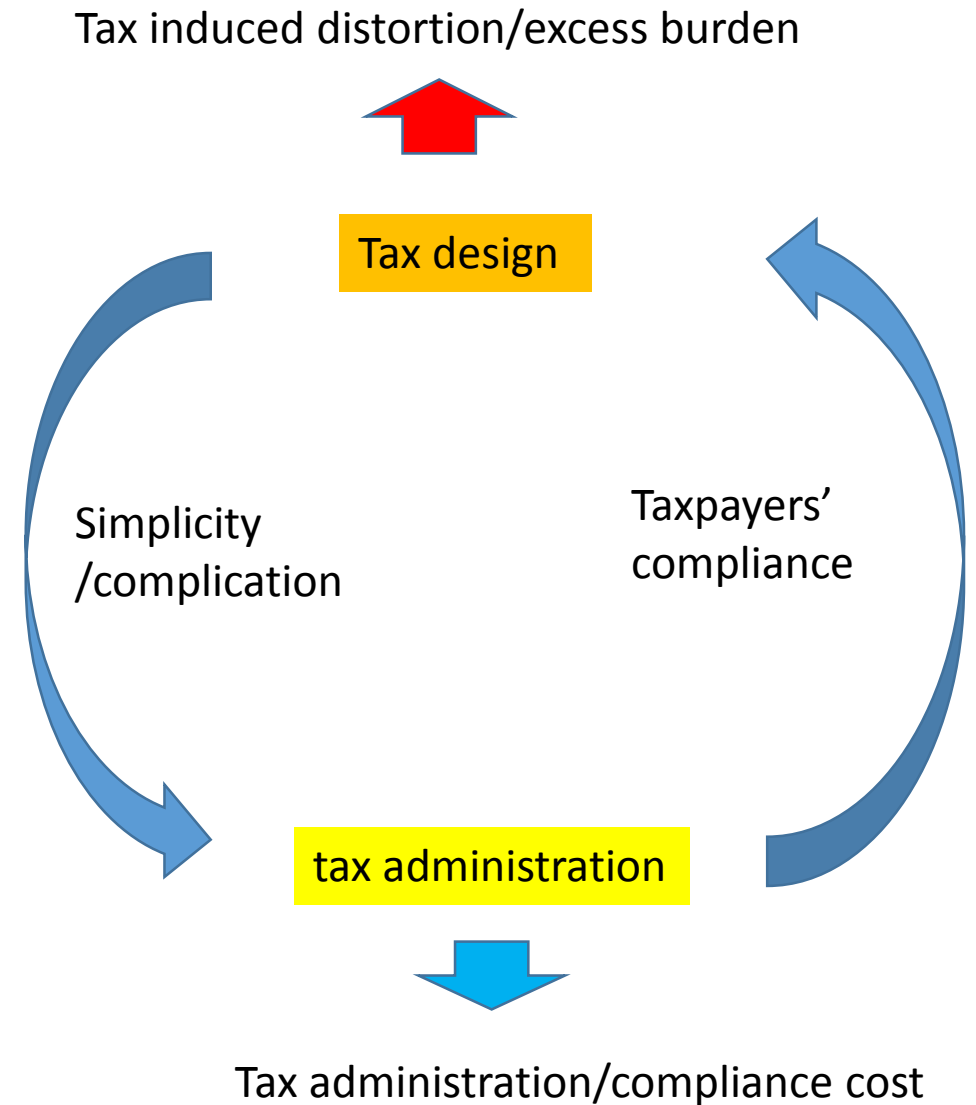 Tax induced distortion/excess burden
Tax design
Simplicity
/complication
Taxpayers’
compliance
tax administration
Tax administration/compliance cost